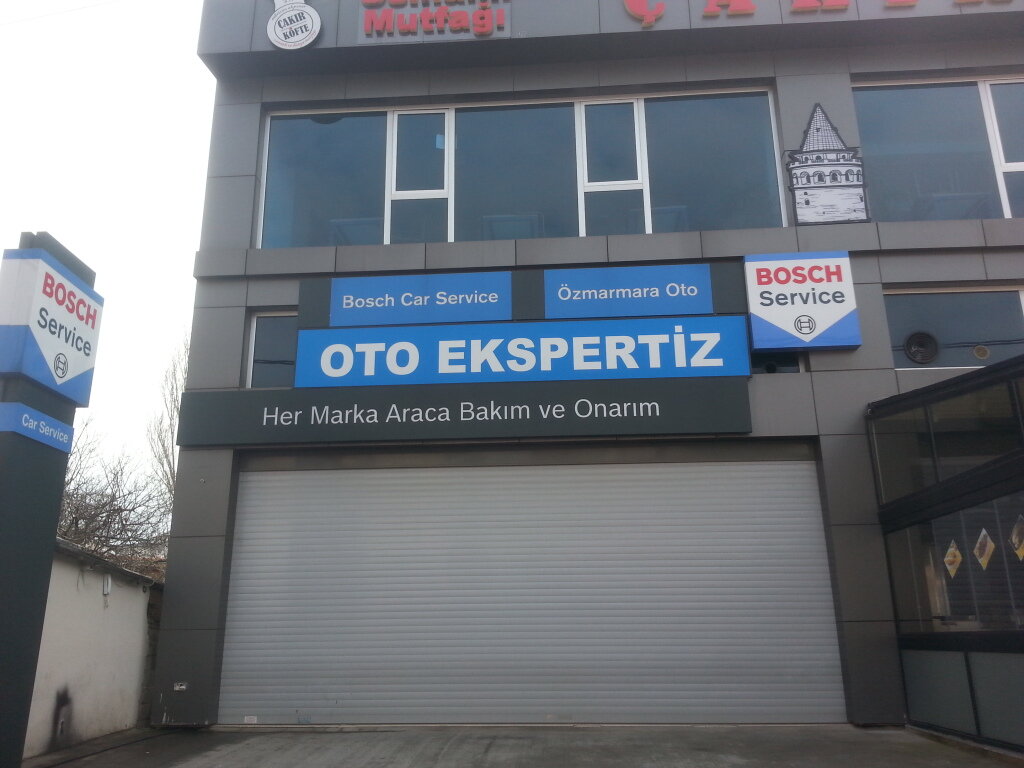 ÇAKIR
KÖFTE
Mutfağı
BOSCH
Service
Car Service
Bosch Car Service
Özmarmara Oto
BOSCH
Service
OTO EKSPERTİZ
Her Marka Araca Bakım ve Onarım